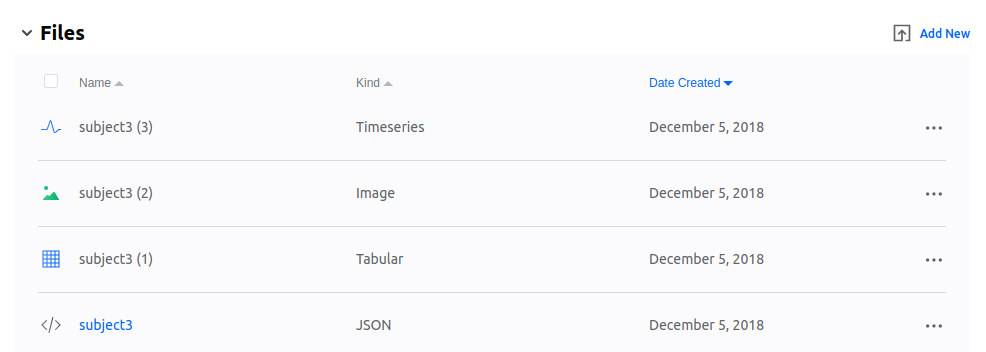 Files
Add New
Name Kind Date Created
subject3 (3) Timeseries December 5, 2018
subject3 (2) Image December 5, 2018
subject3 (1) Tabular December 5, 2018
subject3 JSON December 5, 2018